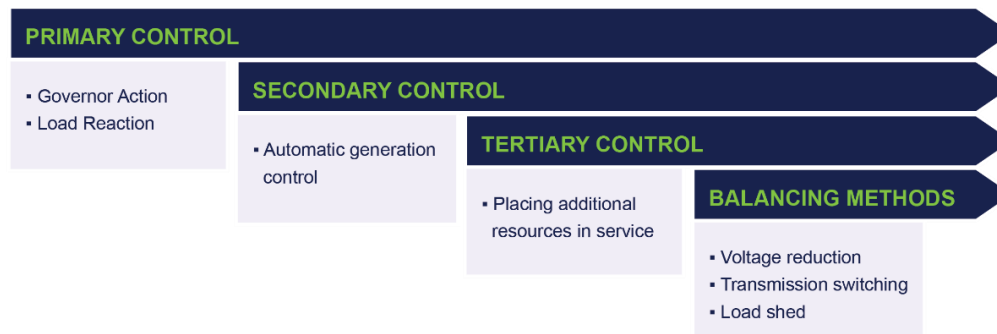 PRIMARY CONTROL
▪ Governor Action
▪ Load Reaction
SECONDARY CONTROL
▪ Automatic generation
control
TERTIARY CONTROL
▪ Placing additional
resources in service
BALANCING METHODS
▪ Voltage reduction
▪ Transmission switching
▪ Load shed